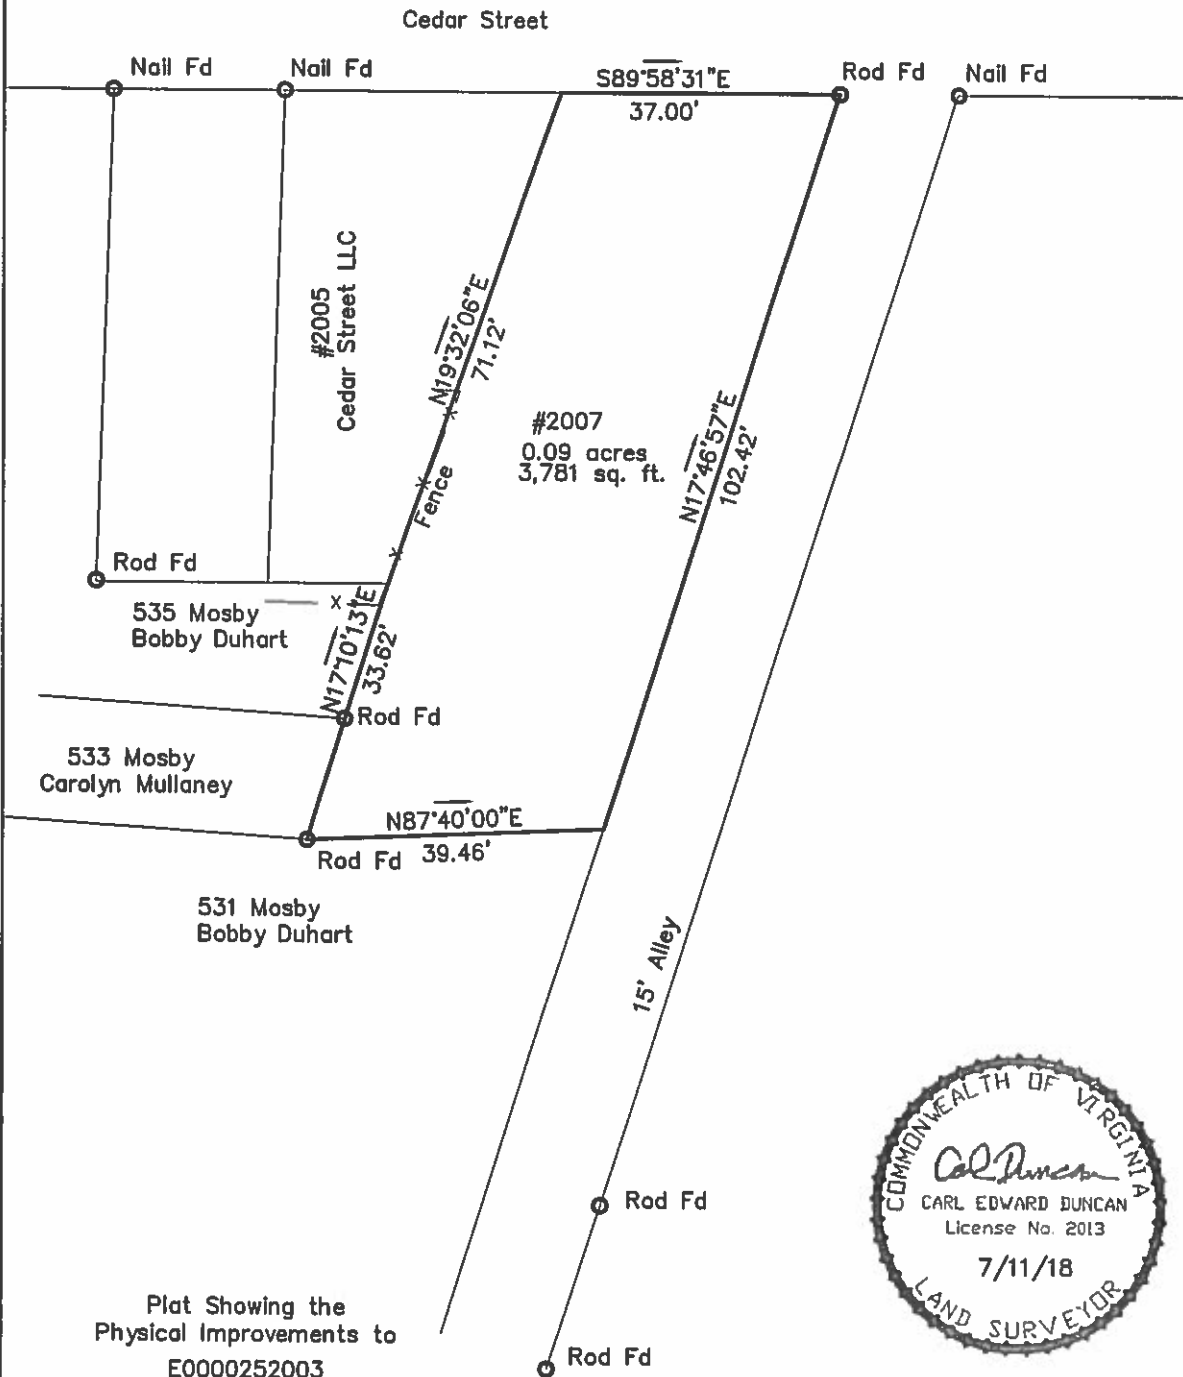 Cedar Street
Nail Fd
Nail Fd
S89°58'31"E
37.00'
Rod Fd
Nail Fd
#2005
Cedar Street LLC
N19°32'06"E
71.12'
Fence
#2007
0.09 acres
3,781 sq. ft.
N17°46'57"E
102.42'
Rod Fd
535 Mosby
Bobby Duhart
N17°10'13"E
33.62'
Rod Fd
533 Mosby
Carolyn Mullaney
N87°40'00"E
39.46'
Rod Fd
531 Mosby
Bobby Duhart
15' Alley
Rod Fd
Rod Fd
COMMONWEALTH OF VIRGINIA
Carl Duncan
CARL EDWARD DUNCAN
License No. 2013
7/11/18
LAND SURVEYOR
Plat Showing the
Physical Improvements to
E0000252003